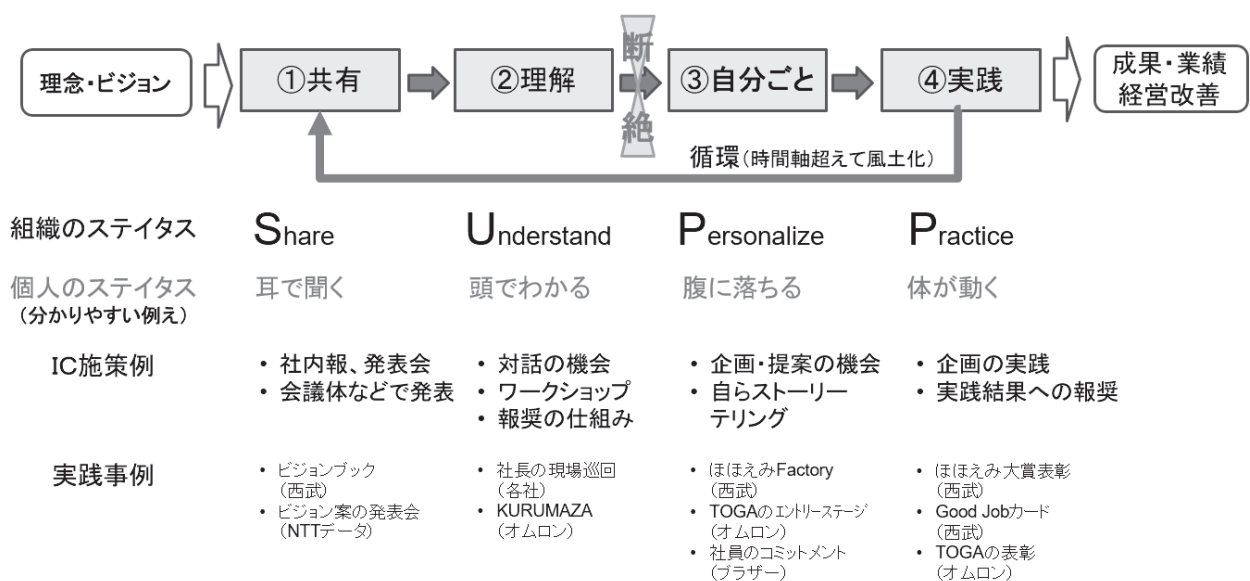 理念・ビジョン
①共有
②理解
断絶
③自分ごと
④実践
成果・業績
経営改善
循環(時間軸超えて風土化)
組織のステイタス
Share
Understand
Personalize
Practice
個人のステイタス
(分かりやすい例え)
耳で聞く
頭でわかる
腹に落ちる
体が動く
IC施策例
・社内報、発表会
・会議体などで発表
・対話の機会
・ワークショップ
・報奨の仕組み
・企画・提案の機会
・自らストーリー
テリング
・企画の実践
・実践結果への報奨
実践事例
・ビジョンブック
(西武)
・ビジョン案の発表会
(NTTデータ)
・社長の現場巡回
(各社)
・KURUMAZA
(オムロン)
・ほほえみFactory
(西武)
・TOGAのエントリーステージ
(オムロン)
・社員のコミットメント
(ブラザー)
・ほほえみ大賞表彰
(西武)
・Good Jobカード
(西武)
・TOGAの表彰
(オムロン)